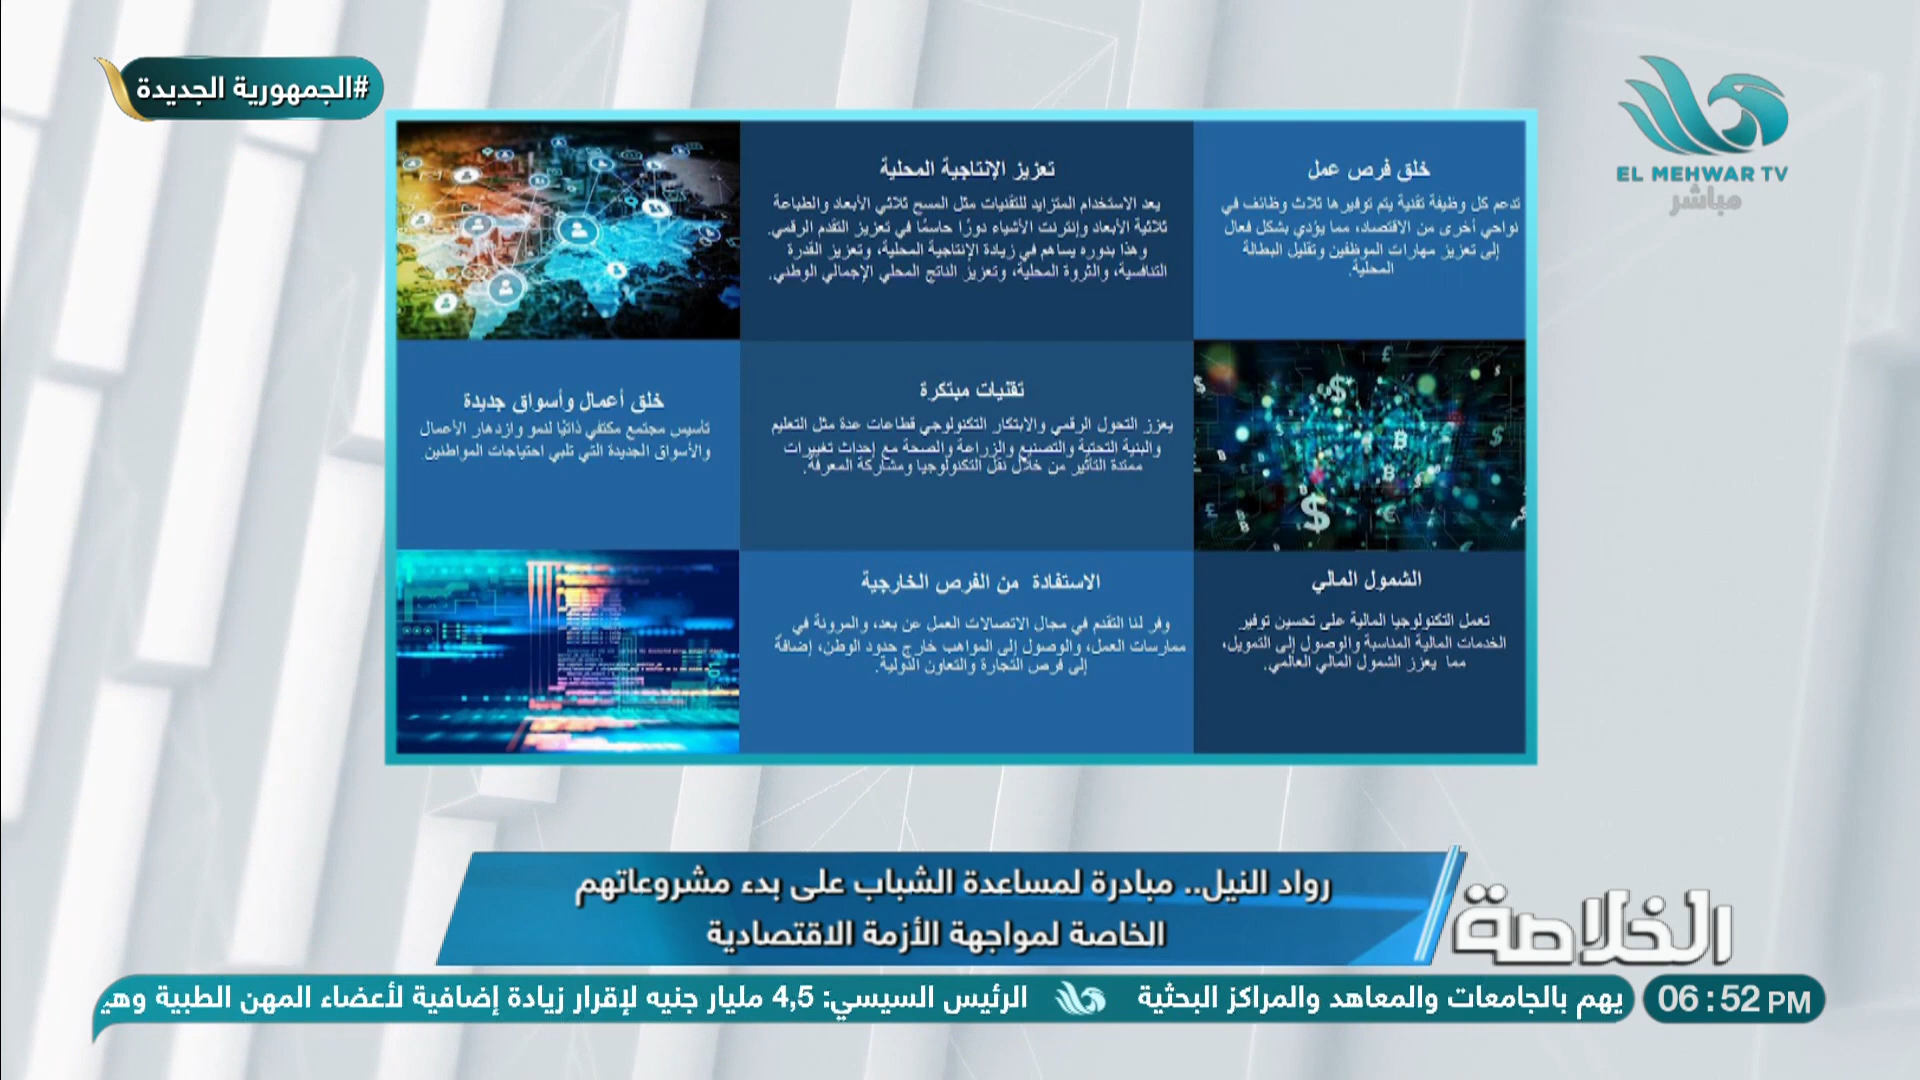 #الجمهورية الجديدة
EL MEHWAR TV
مباشر
خلق فرص عمل
تدعم كل وظيفة تقنية يتم توفيرها ثلاث وظائف في
نواحي أخرى من الاقتصاد، مما يؤدي بشكل فعال
إلى تعزيز مهارات الموظفين وتقليل البطالة
المحلية.
تعزيز الإنتاجية المحلية
يعد الاستخدام المتزايد للتقنيات مثل المسح ثلاثي الأبعاد والطباعة
ثلاثية الأبعاد وإنترنت الأشياء دورًا حاسمًا في تعزيز التقدم الرقمي.
وهذا بدوره يساهم في زيادة الإنتاجية المحلية، وتعزيز القدرة
التنافسية، والثروة المحلية، وتعزيز الناتج المحلي الإجمالي الوطني.
تقنيات مبتكرة
يعزز التحول الرقمي والابتكار التكنولوجي قطاعات عدة مثل التعليم
والبنية التحتية والتصنيع والزراعة والصحة مع إحداث تغييرات
ممتدة التأثير من خلال نقل التكنولوجيا ومشاركة المعرفة.
خلق أعمال وأسواق جديدة
تأسيس مجتمع مكتفي ذاتيًا لنمو وازدهار الأعمال
والأسواق الجديدة التي تلبي احتياجات المواطنين.
الشمول المالي
تعمل التكنولوجيا المالية على تحسين توفير
الخدمات المالية المناسبة والوصول إلى التمويل،
مما يعزز الشمول المالي العالمي.
الاستفادة من الفرص الخارجية
وفر لنا التقدم في مجال الاتصالات العمل عن بعد، والمرونة في
ممارسات العمل، والوصول إلى المواهب خارج حدود الوطن، إضافةً
إلى فرص التجارة والتعاون الدولية.
رواد النيل.. مبادرة لمساعدة الشباب على بدء مشروعاتهم
الخاصة لمواجهة الأزمة الاقتصادية
الخلاصة
يهم بالجامعات والمعاهد والمراكز البحثية
الرئيس السيسي: 4,5 مليار جنيه لإقرار زيادة إضافية لأعضاء المهن الطبية وهي
06:52 PM